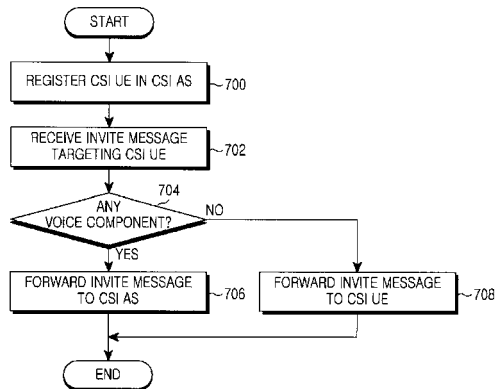 START
REGISTER CSI UE IN CSI AS
700
RECEIVE INVITE MESSAGE
TARGETING CSI UE
702
704
ANY
VOICE COMPONENT?
NO
YES
FORWARD INVITE MESSAGE
TO CSI AS
706
FORWARD INVITE MESSAGE
TO CSI UE
708
END